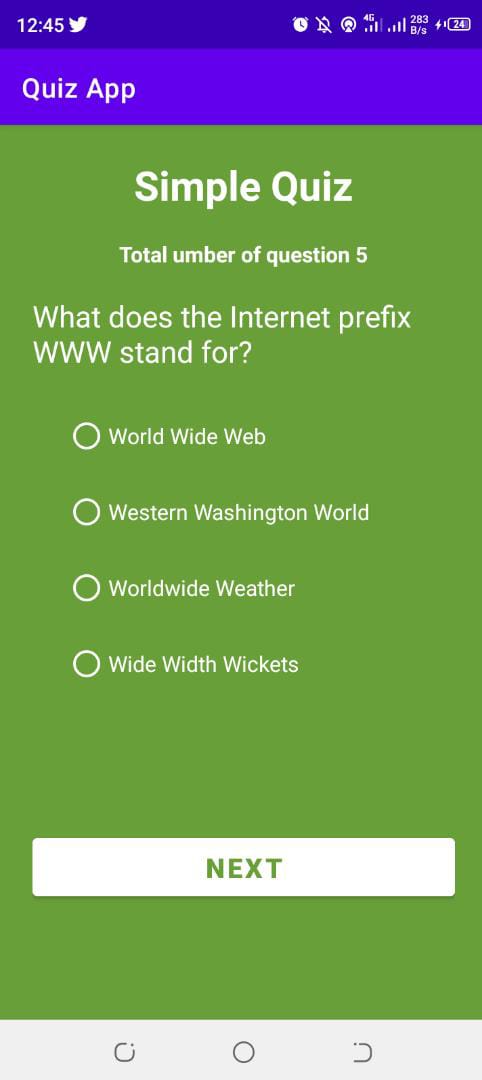 12:45 4G 283 B/s 24
Quiz App
Simple Quiz
Total umber of question 5
What does the Internet prefix
WWW stand for?
World Wide Web
Western Washington World
Worldwide Weather
Wide Width Wickets
NEXT